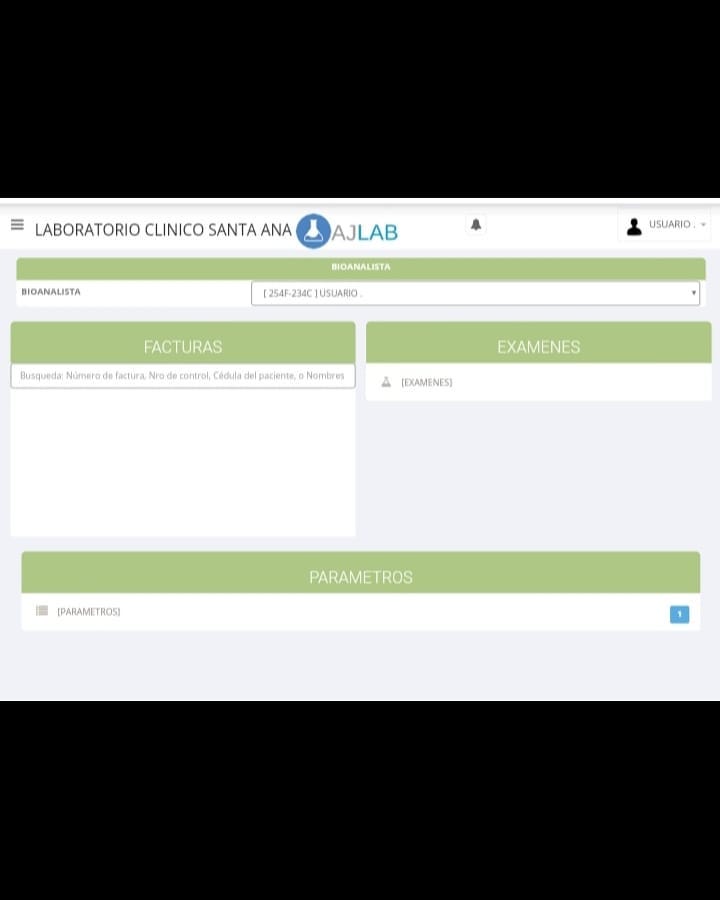 LABORATORIO CLINICO SANTA ANA AJLAB USUARIO .
BIOANALISTA
BIOANALISTA [ 254F-234C ] USUARIO .
FACTURAS
Busqueda: Número de factura, Nro de control, Cédula del paciente, o Nombres
EXAMENES
[EXAMENES]
PARAMETROS
[PARAMETROS] 1